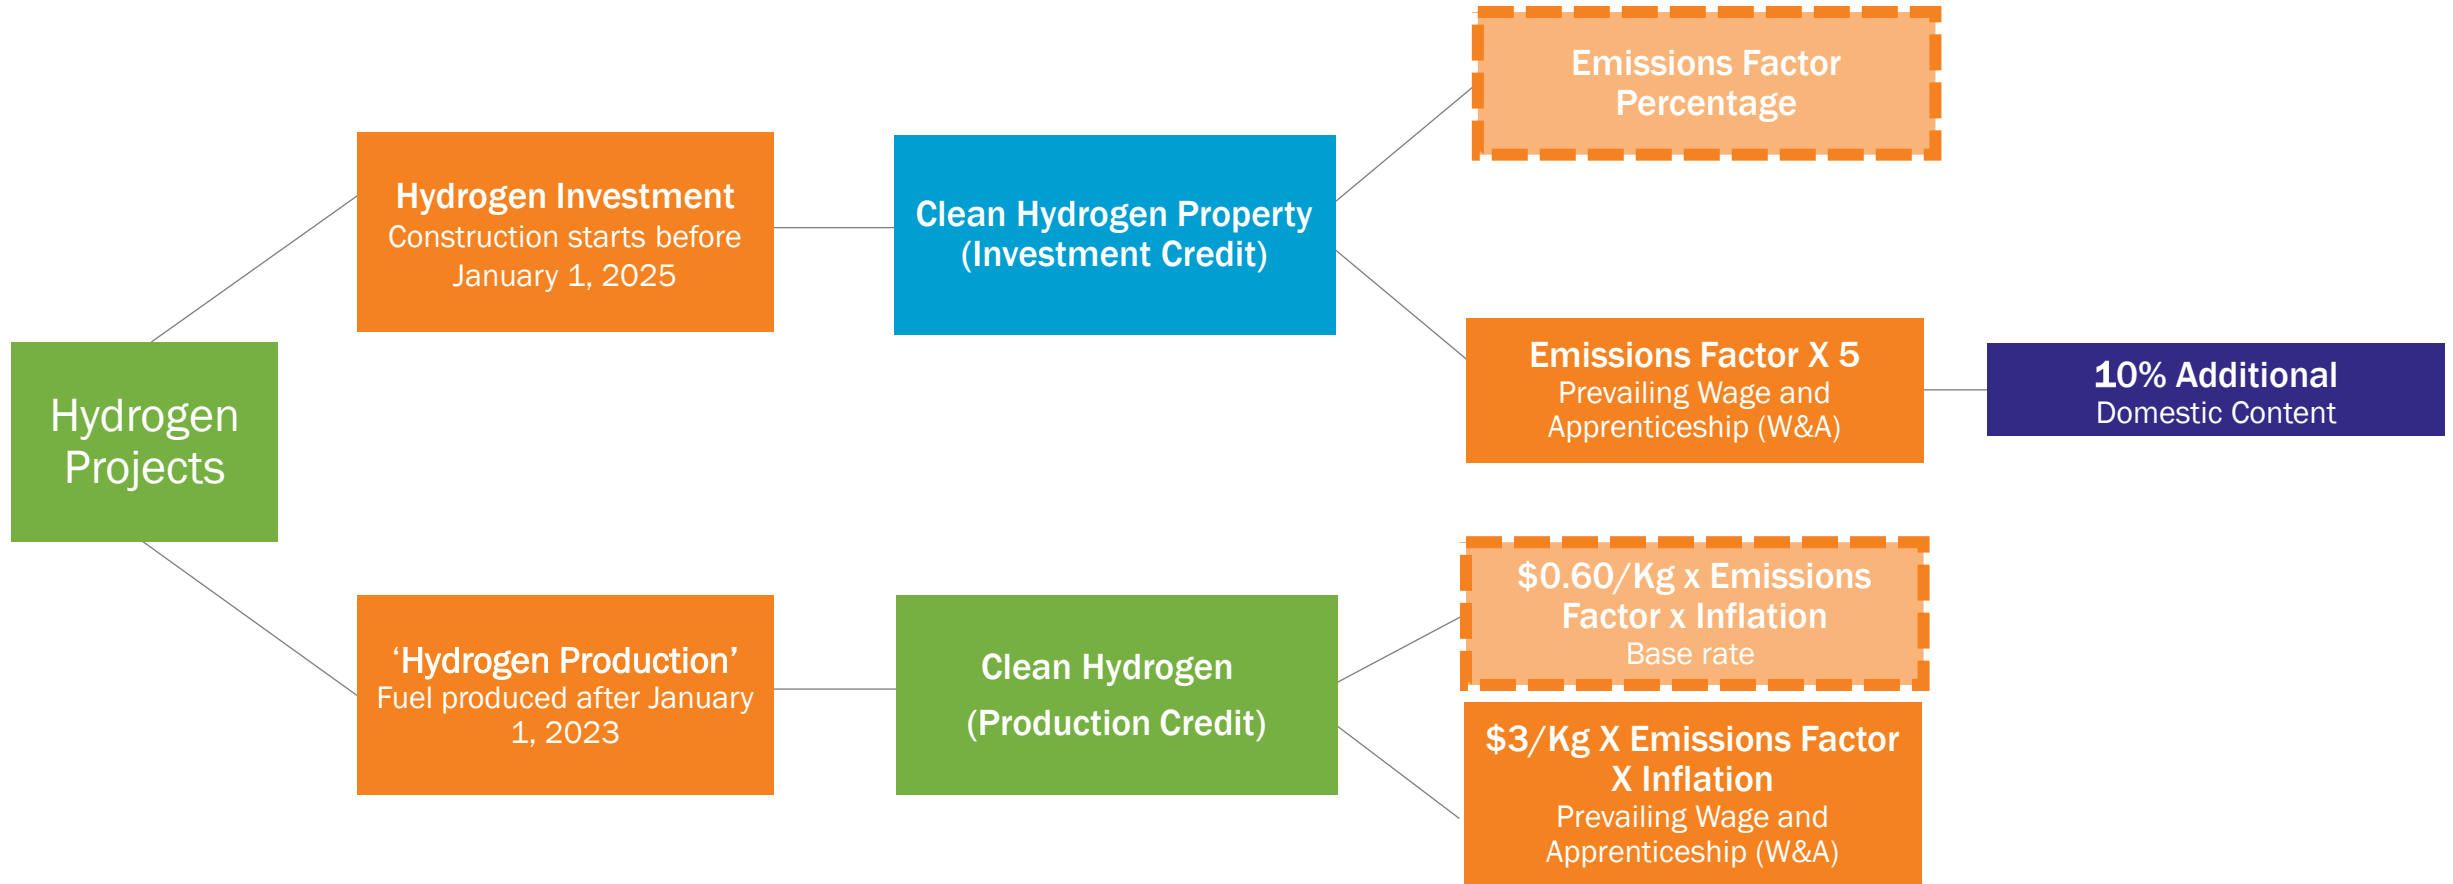 Hydrogen
Projects
Hydrogen Investment
Construction starts before
January 1, 2025
Clean Hydrogen Property
(Investment Credit)
Emissions Factor
Percentage
Emissions Factor X 5
Prevailing Wage and
Apprenticeship (W&A)
10% Additional
Domestic Content
‘Hydrogen Production’
Fuel produced after January
1, 2023
Clean Hydrogen
(Production Credit)
$0.60/Kg x Emissions
Factor x Inflation
Base rate
$3/Kg X Emissions Factor
X Inflation
Prevailing Wage and
Apprenticeship (W&A)